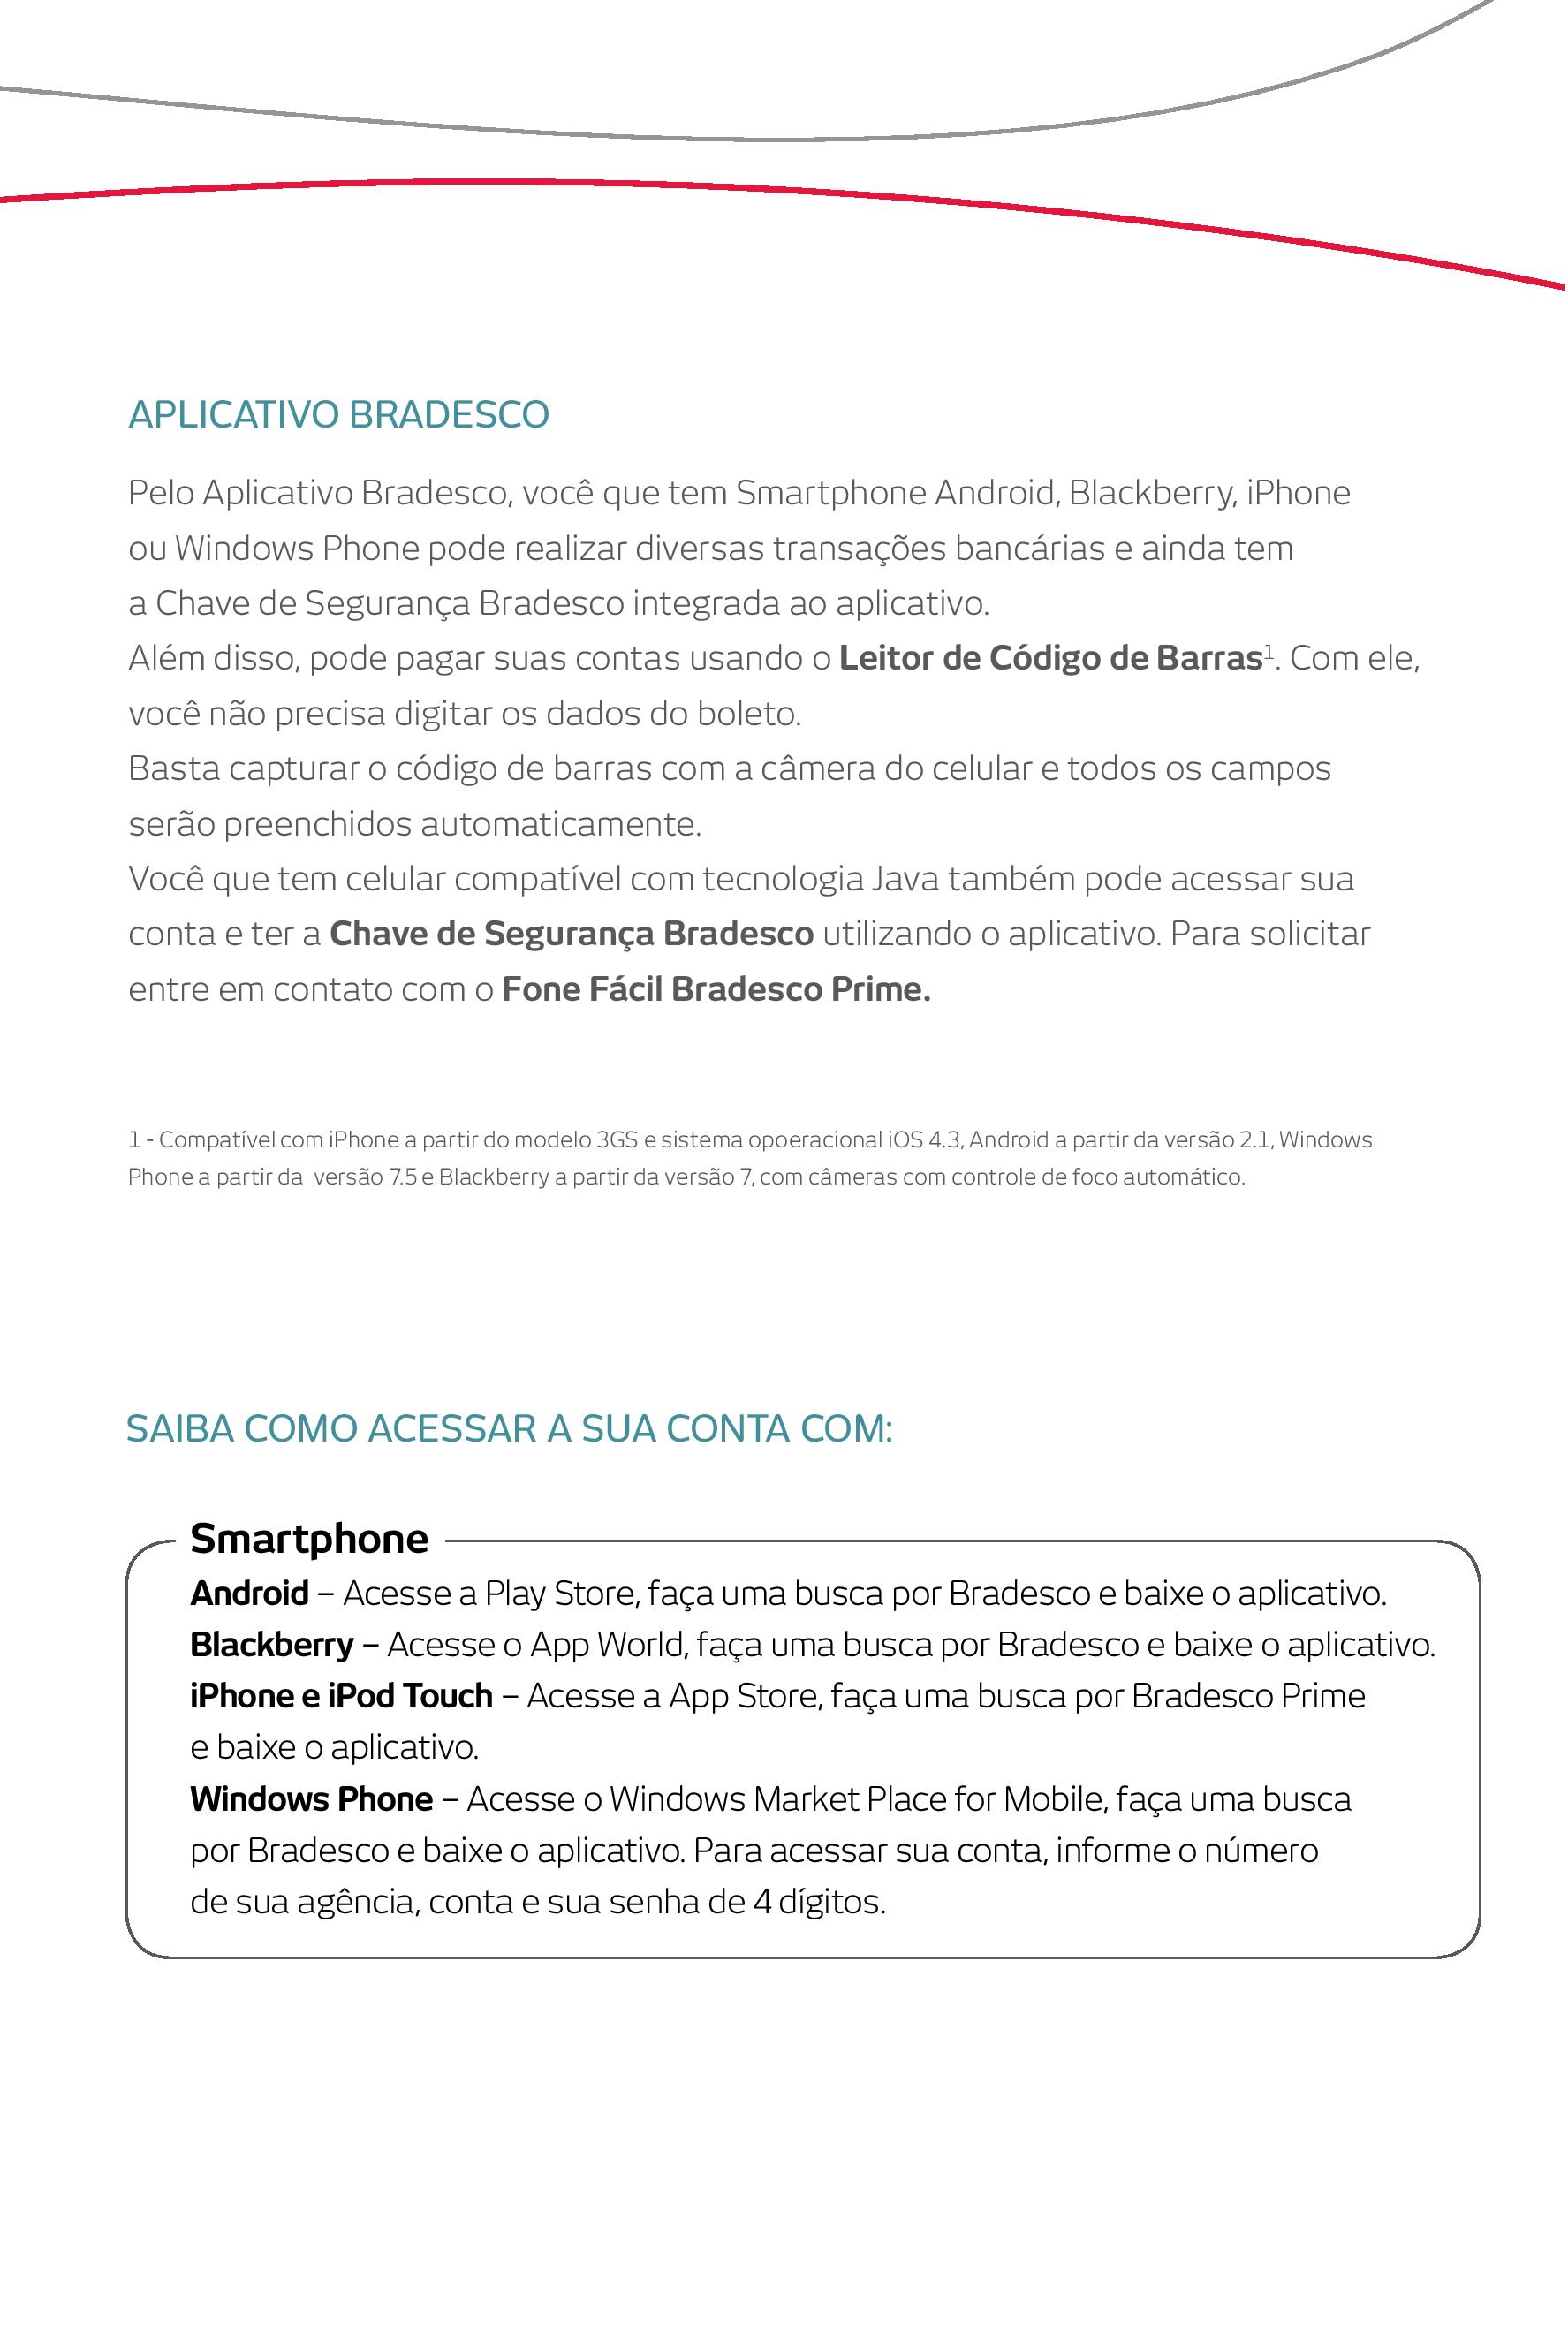 APLICATIVO BRADESCO
Pelo Aplicativo Bradesco, você que tem Smartphone Android, Blackberry, iPhone
ou Windows Phone pode realizar diversas transações bancárias e ainda tem
a Chave de Segurança Bradesco integrada ao aplicativo.
Além disso, pode pagar suas contas usando o Leitor de Código de Barras¹. Com ele,
você não precisa digitar os dados do boleto.
Basta capturar o código de barras com a câmera do celular e todos os campos
serão preenchidos automaticamente.
Você que tem celular compatível com tecnologia Java também pode acessar sua
conta e ter a Chave de Segurança Bradesco utilizando o aplicativo. Para solicitar
entre em contato com o Fone Fácil Bradesco Prime.
1 - Compatível com iPhone a partir do modelo 3GS e sistema opoeracional iOS 4.3, Android a partir da versão 2.1, Windows
Phone a partir da  versão 7.5 e Blackberry a partir da versão 7, com câmeras com controle de foco automático.
SAIBA COMO ACESSAR A SUA CONTA COM:
Smartphone
Android – Acesse a Play Store, faça uma busca por Bradesco e baixe o aplicativo.
Blackberry – Acesse o App World, faça uma busca por Bradesco e baixe o aplicativo.
iPhone e iPod Touch – Acesse a App Store, faça uma busca por Bradesco Prime
e baixe o aplicativo.
Windows Phone – Acesse o Windows Market Place for Mobile, faça uma busca
por Bradesco e baixe o aplicativo. Para acessar sua conta, informe o número
de sua agência, conta e sua senha de 4 dígitos.